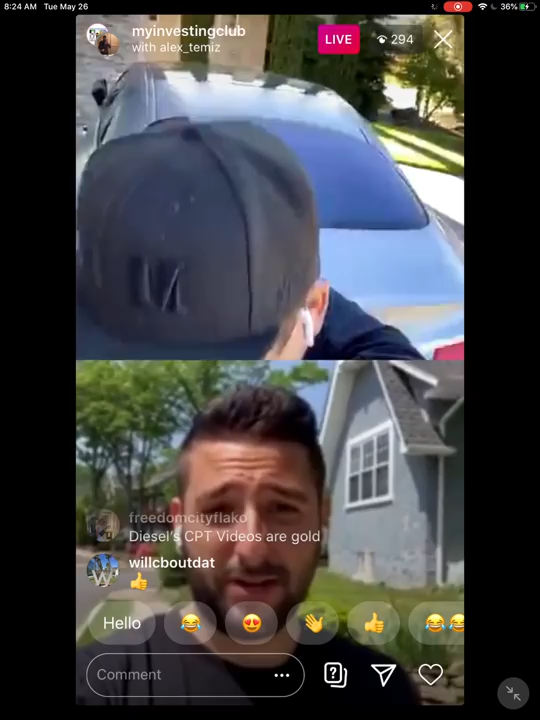 8:24 AM Tue May 26
36%
myinvestingclub
with alex_temiz
LIVE
294
freedomcityflako
Diesel's CPT Videos are gold
willcboutdat
👍
Hello 😂 😍 👋 👍 😂😂
Comment